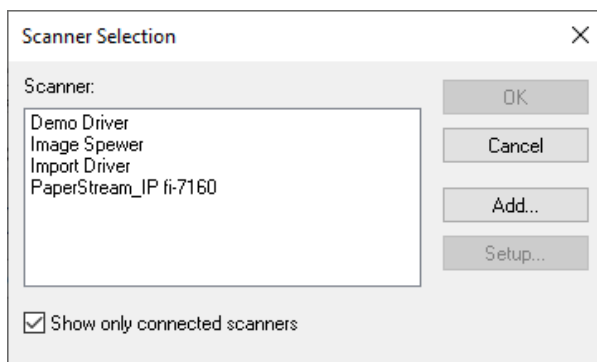 Scanner Selection
Scanner:
Demo Driver
Image Spewer
Import Driver
PaperStream_IP fi-7160
OK
Cancel
Add...
Setup...
Show only connected scanners